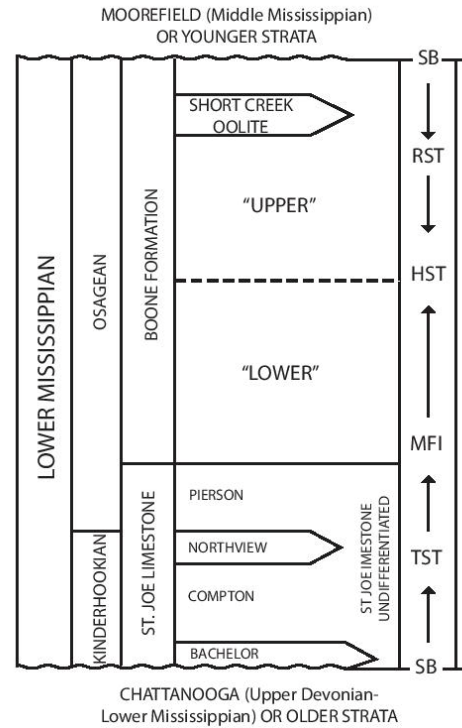 MOOREFIELD (Middle Mississippian)
OR YOUNGER STRATA
LOWER MISSISSIPPIAN
OSAGEAN
KINDERHOOKIAN
BOONE FORMATION
ST. JOE LIMESTONE
SHORT CREEK
OOLITE
"UPPER"
"LOWER"
PIERSON
NORTHVIEW
COMPTON
BACHELOR
ST JOE IMESTONE
UNDIFFERENTIATED
SB
RST
HST
MFI
TST
SB
CHATTANOOGA (Upper Devonian-
Lower Mississippian) OR OLDER STRATA